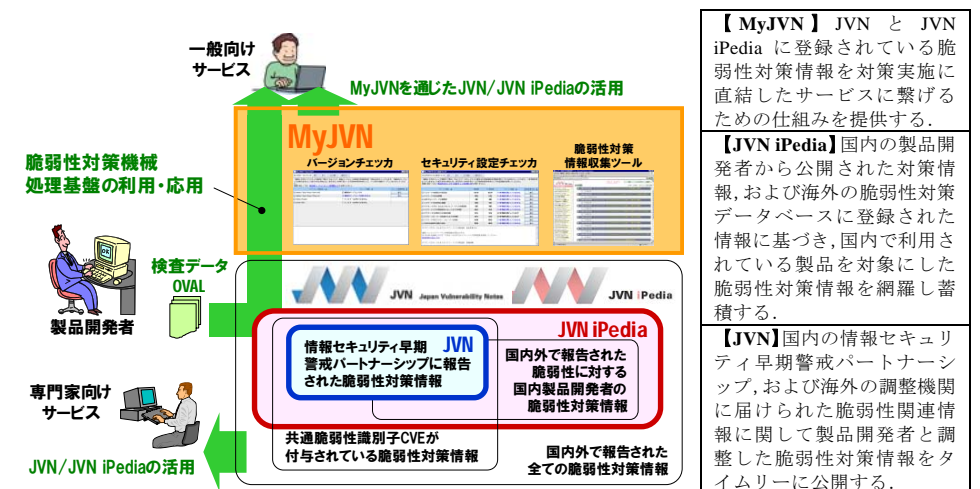 一般向け
サービス
MyJVNを通じたJVN/JVN iPediaの活用
脆弱性対策機械
処理基盤の利用・応用
MyJVN
バージョンチェッカ
セキュリティ設定チェッカ
脆弱性対策
情報収集ツール
製品開発者
検査データ
OVAL
JVN Japan Vulnerability Notes
JVN iPedia
JVN iPedia
情報セキュリティ早期 JVN
警戒パートナーシップに報告
された脆弱性対策情報
国内外で報告された
脆弱性に対する
国内製品開発者の
脆弱性対策情報
共通脆弱性識別子CVEが
付与されている脆弱性対策情報
国内外で報告された
全ての脆弱性対策情報
専門家向け
サービス
JVN/JVN iPediaの活用
【MyJVN】 JVN と JVN
iPedia に登録されている脆
弱性対策情報を対策実施に
直結したサービスに繋げる
ための仕組みを提供する.
【JVN iPedia】国内の製品開
発者から公開された対策情
報,および海外の脆弱性対策
データベースに登録された
情報に基づき,国内で利用さ
れている製品を対象にした
脆弱性対策情報を網羅し蓄
積する.
【JVN】国内の情報セキュリ
ティ早期警戒パートナーシ
ップ,および海外の調整機関
に届けられた脆弱性関連情
報に関して製品開発者と調
整した脆弱性対策情報をタ
イムリーに公開する.